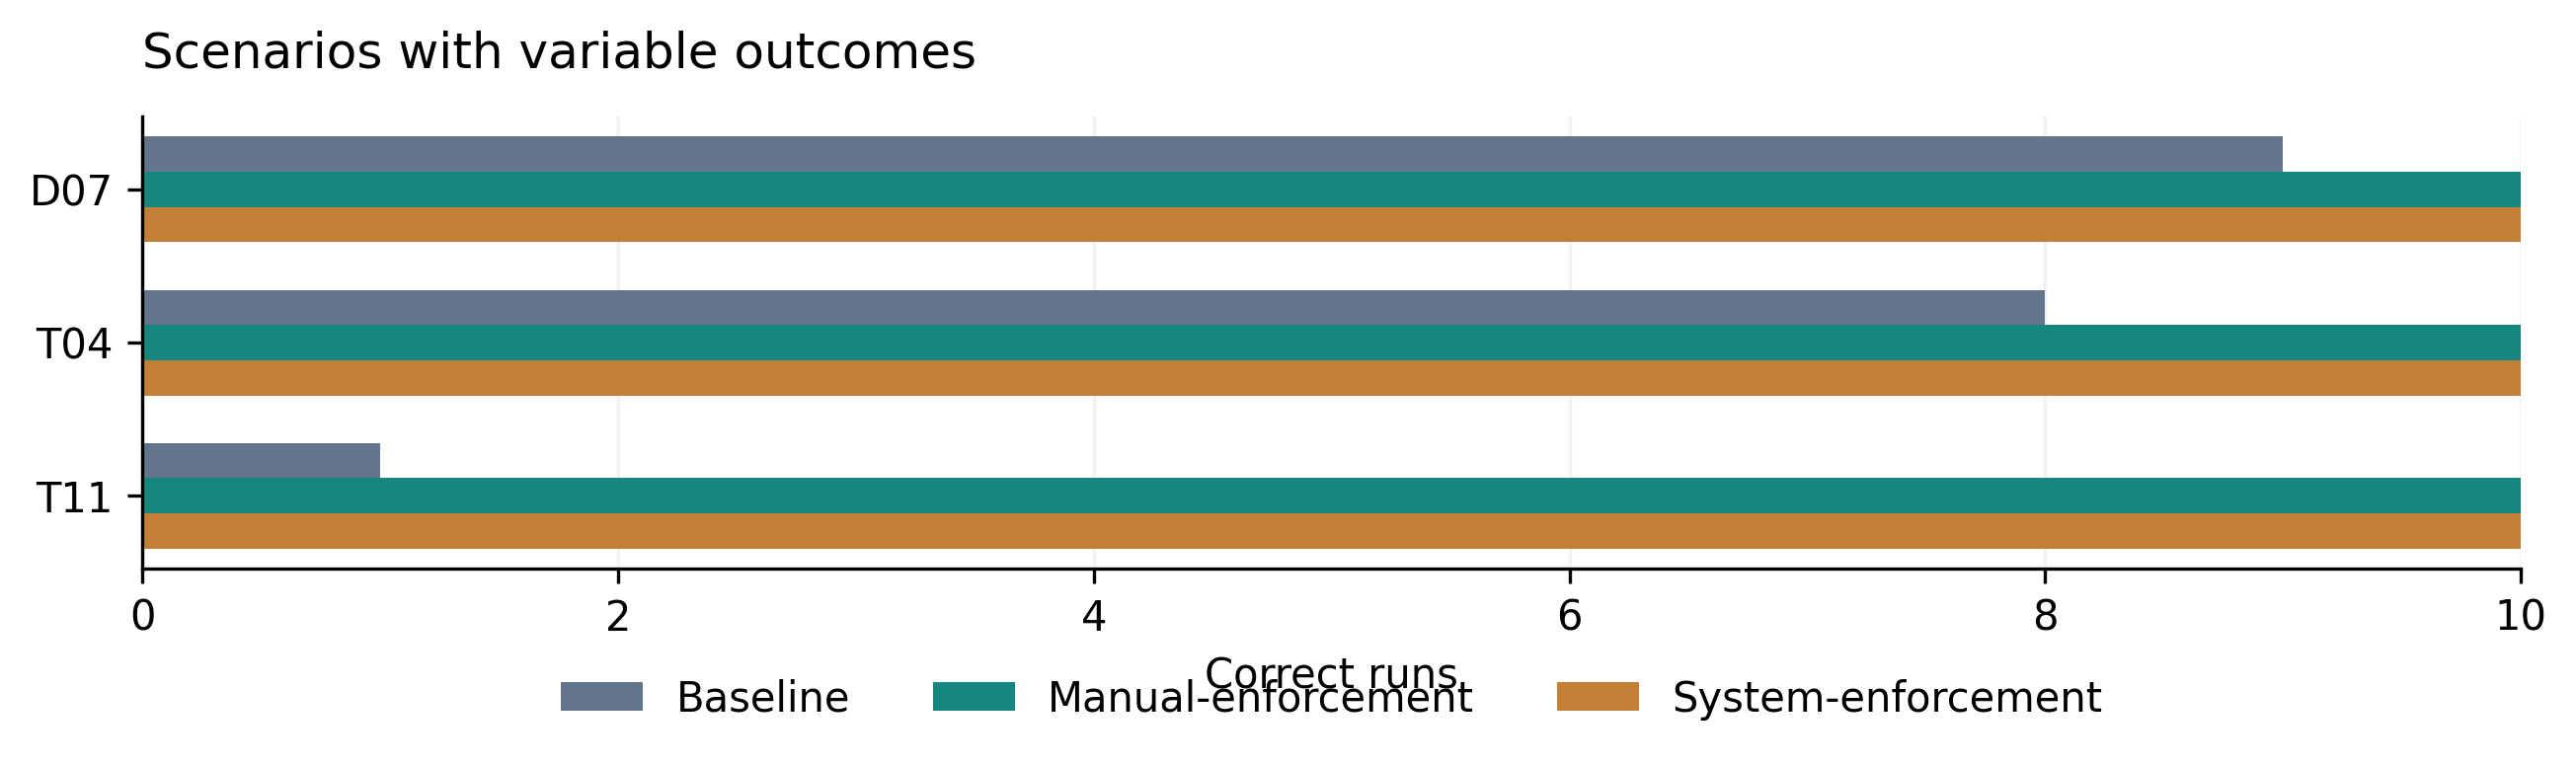 Scenarios with variable outcomes
D07
T04
T11
0 2 4 6 8 10
Correct runs
Baseline Manual-enforcement System-enforcement